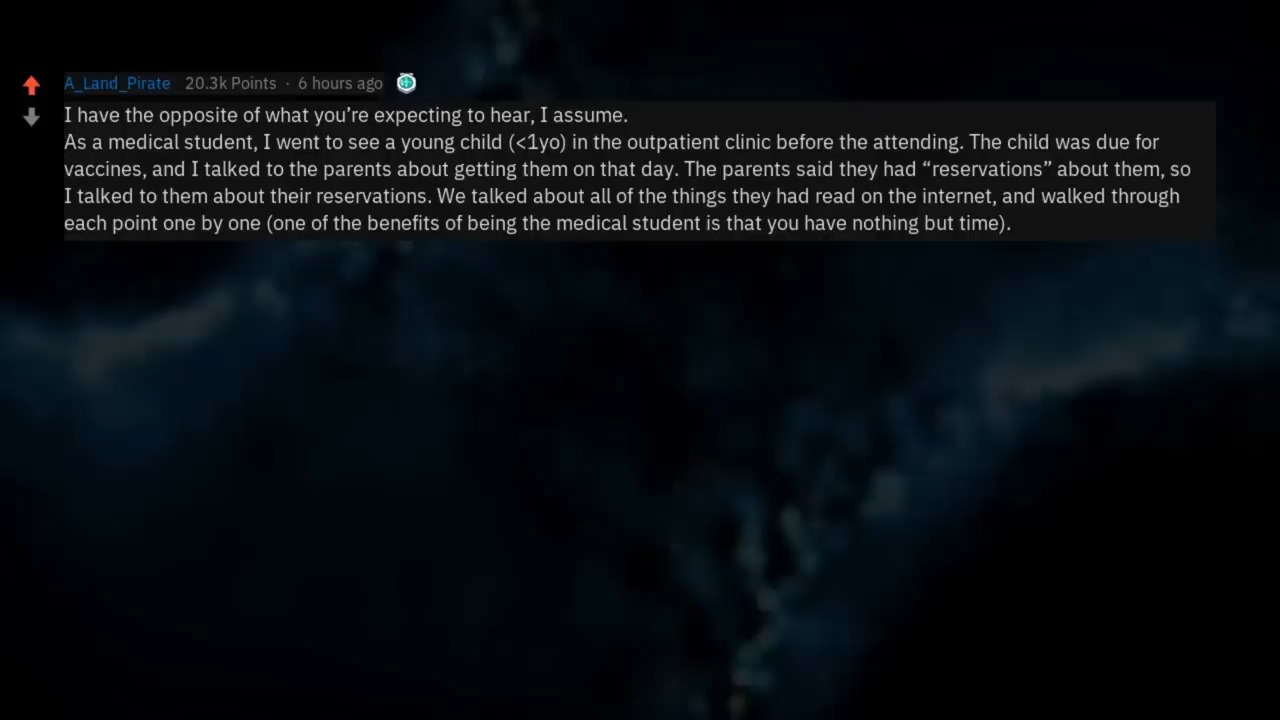 A_Land_Pirate 20.3k Points · 6 hours ago
I have the opposite of what you’re expecting to hear, I assume.
As a medical student, I went to see a young child (<1yo) in the outpatient clinic before the attending. The child was due for
vaccines, and I talked to the parents about getting them on that day. The parents said they had “reservations” about them, so
I talked to them about their reservations. We talked about all of the things they had read on the internet, and walked through
each point one by one (one of the benefits of being the medical student is that you have nothing but time).